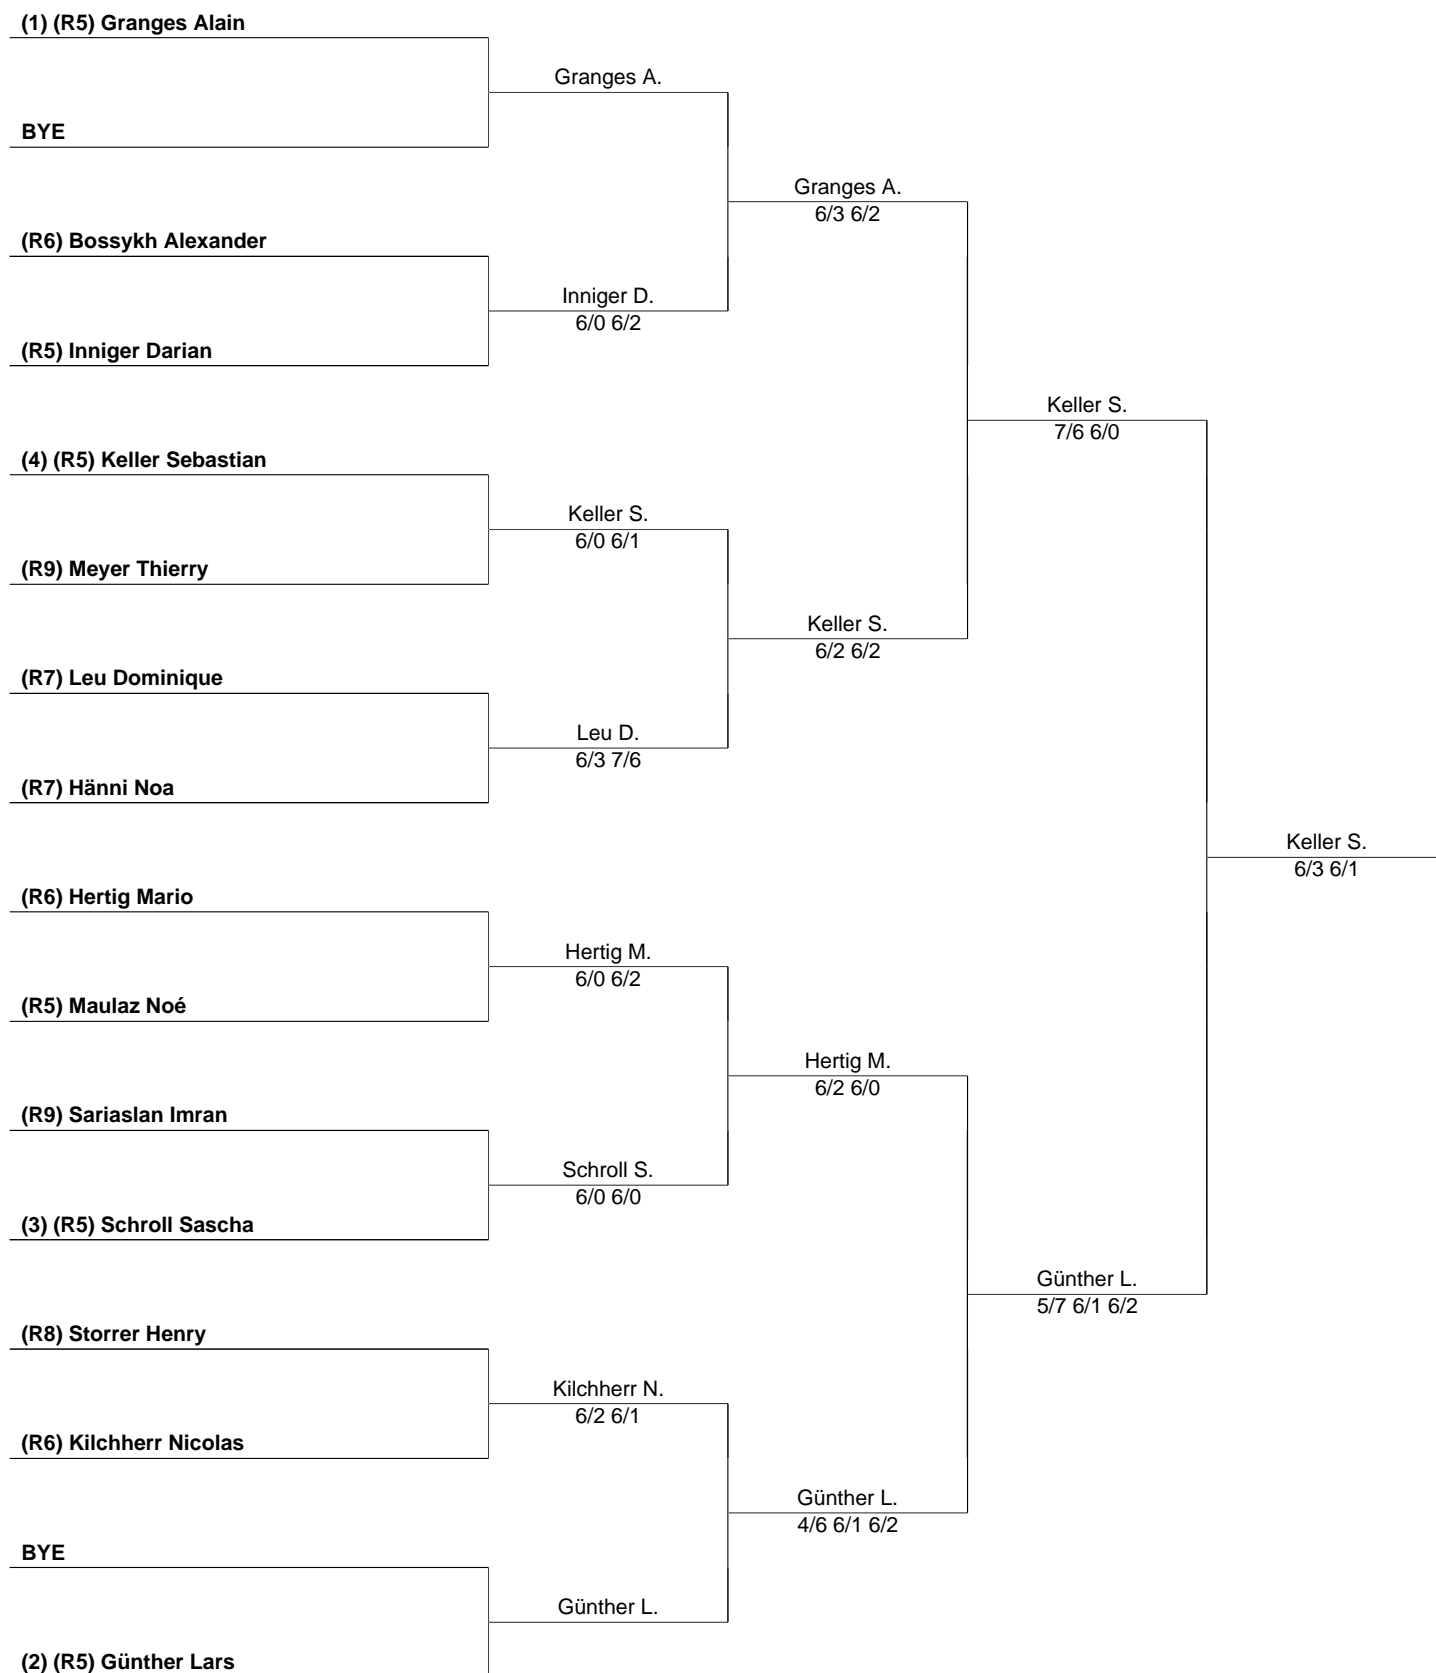 (1) (R5) Granges Alain
Granges A.
BYE
Granges A.
6/3 6/2
(R6) Bossykh Alexander
Inniger D.
6/0 6/2
(R5) Inniger Darian
Keller S.
7/6 6/0
(4) (R5) Keller Sebastian
Keller S.
6/0 6/1
(R9) Meyer Thierry
Keller S.
6/2 6/2
(R7) Leu Dominique
Leu D.
6/3 7/6
(R7) Hänni Noa
Keller S.
6/3 6/1
(R6) Hertig Mario
Hertig M.
6/0 6/2
(R5) Maulaz Noé
Hertig M.
6/2 6/0
(R9) Sariaslan Imran
Schroll S.
6/0 6/0
(3) (R5) Schroll Sascha
Günther L.
5/7 6/1 6/2
(R8) Storrer Henry
Kilchherr N.
6/2 6/1
(R6) Kilchherr Nicolas
Günther L.
4/6 6/1 6/2
BYE
Günther L.
(2) (R5) Günther Lars